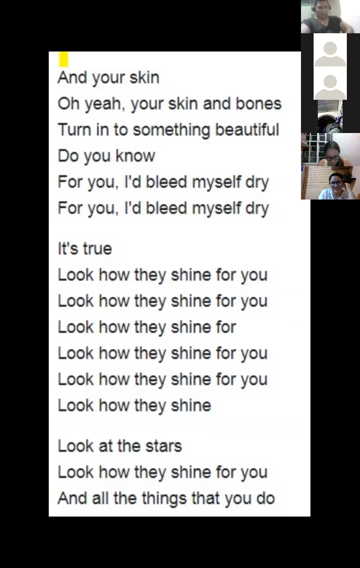 And your skin
Oh yeah, your skin and bones
Turn in to something beautiful
Do you know
For you, I'd bleed myself dry
For you, I'd bleed myself dry
It's true
Look how they shine for you
Look how they shine for you
Look how they shine for
Look how they shine for you
Look how they shine for you
Look how they shine
Look at the stars
Look how they shine for you
And all the things that you do